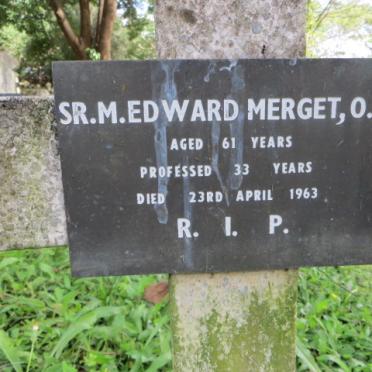 SR.M.EDWARD MERGET, O.
AGED 61 YEARS
PROFESSED 33 YEARS
DIED 23RD APRIL 1963
R. I. P.